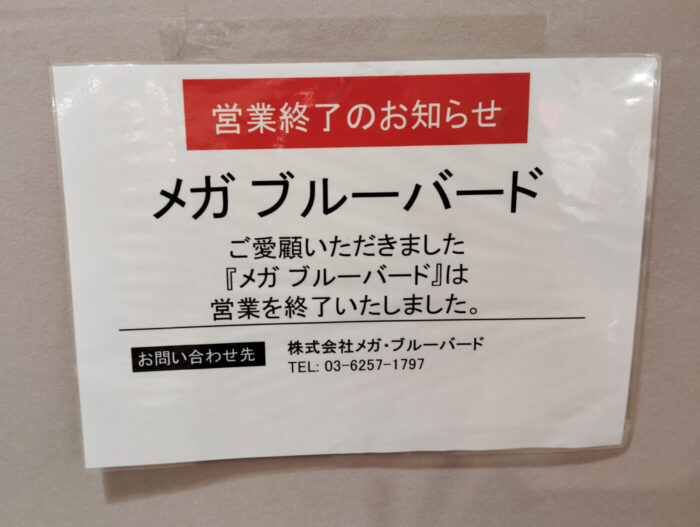 営業終了のお知らせ
メガ ブルーバード
ご愛顧いただきました
『メガ ブルーバード』は
営業を終了いたしました。
お問い合わせ先
株式会社メガ・ブルーバード
TEL: 03-6257-1797